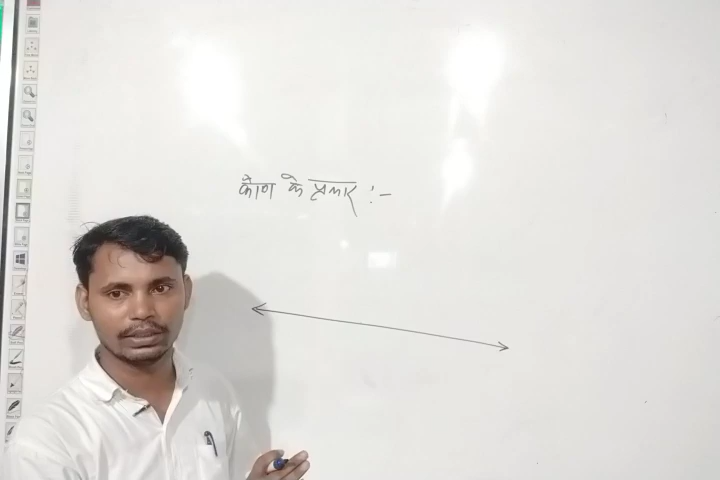 कोण के प्रकार :-